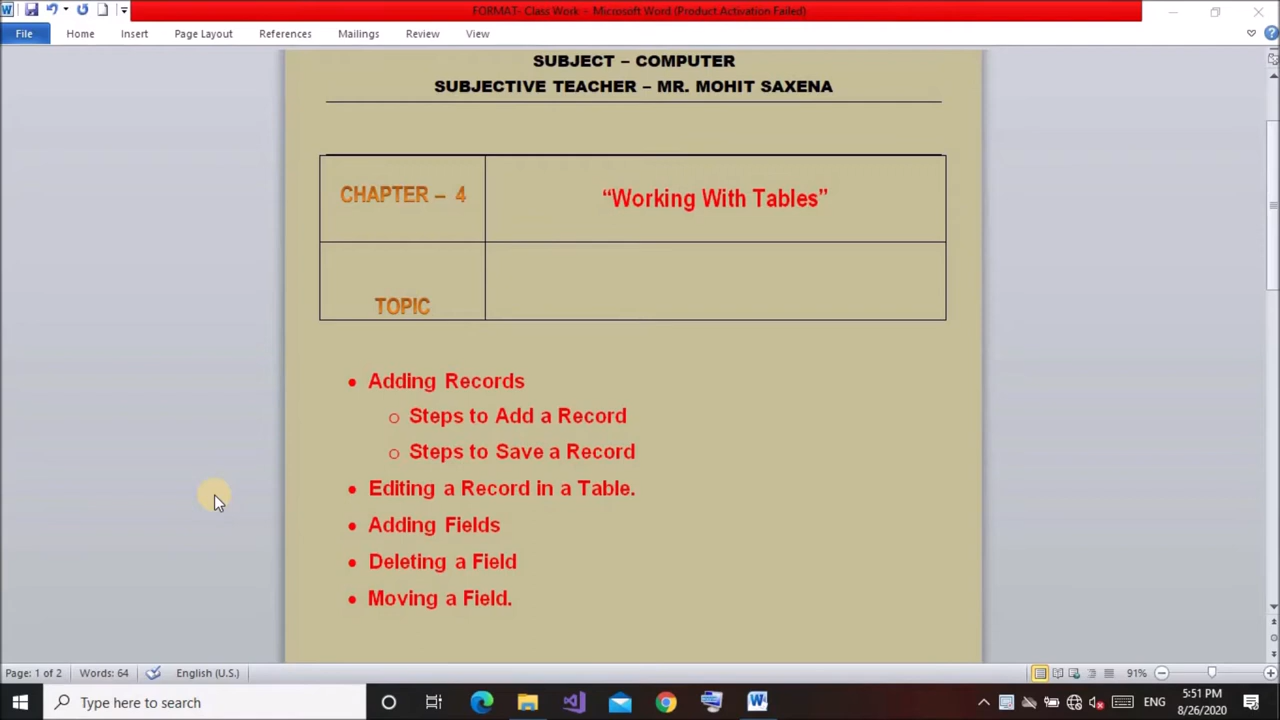 FORMAT- Class Work – Microsoft Word (Product Activation Failed)
File Home Insert Page Layout References Mailings Review View
SUBJECT – COMPUTER
SUBJECTIVE TEACHER – MR. MOHIT SAXENA
CHAPTER – 4
“Working With Tables”
TOPIC
• Adding Records
o Steps to Add a Record
o Steps to Save a Record
• Editing a Record in a Table.
• Adding Fields
• Deleting a Field
• Moving a Field.
Page: 1 of 2 Words: 64 English (U.S.) 91%
Type here to search
ENG
5:51 PM
8/26/2020